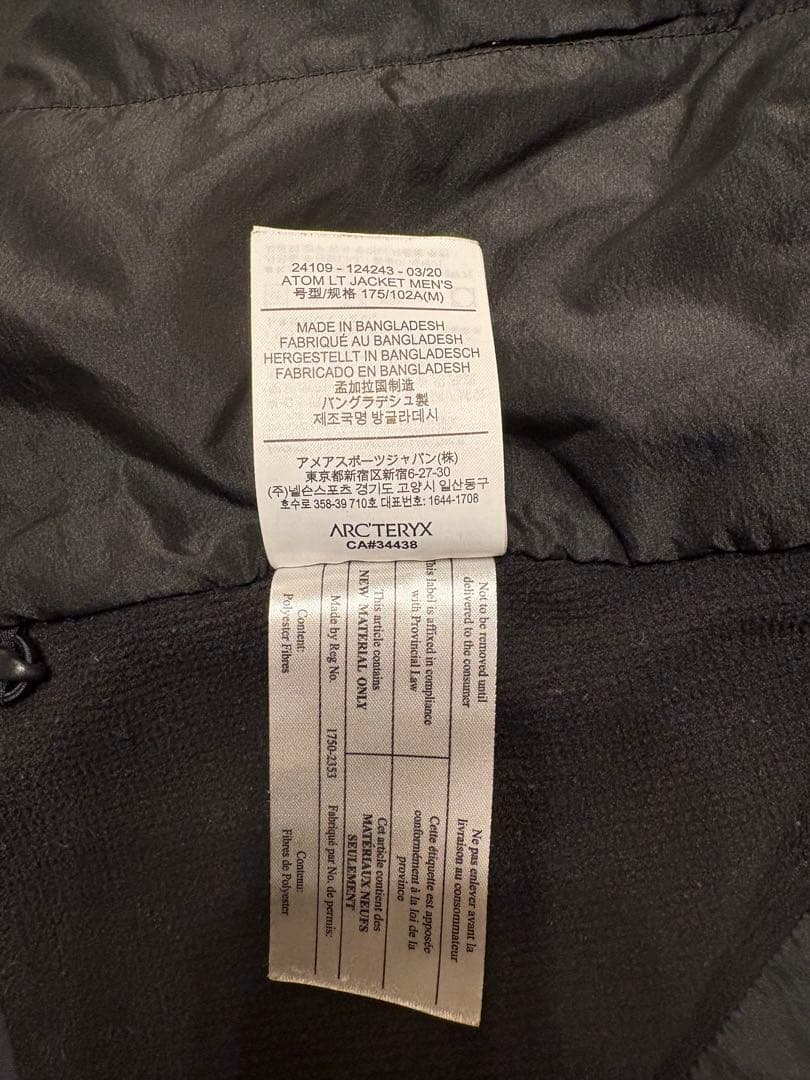 24109 - 124243 - 03/20
ATOM LT JACKET MEN'S
号型/规格 175/102A(M)
MADE IN BANGLADESH
FABRIQUÉ AU BANGLADESH
HERGESTELLT IN BANGLADESCH
FABRICADO EN BANGLADESH
孟加拉国制造
バングラデシュ製
제조국명 방글라데시
アメアスポーツジャパン(株)
東京都新宿区新宿6-27-30
(주)넬슨스포츠 경기도 고양시 일산동구
호수로 358-39 710호 대표번호: 1644-1708
ARC'TERYX
CA#34438
Not to be removed until
delivered to the consumer
Ne pas enlever avant la
livraison au consommateur
This label is affixed in compliance
with Provincial Law
Cette étiquette est apposée
conformément à la loi de la
province
This article contains
NEW MATERIAL ONLY
Cet article contient des
MATÉRIAUX NEUFS
SEULEMENT
Made by Reg No.
1750-2353
Fabriqué par No. de permis:
Content:
Polyester Fibres
Contenu:
Fibres de Polyester